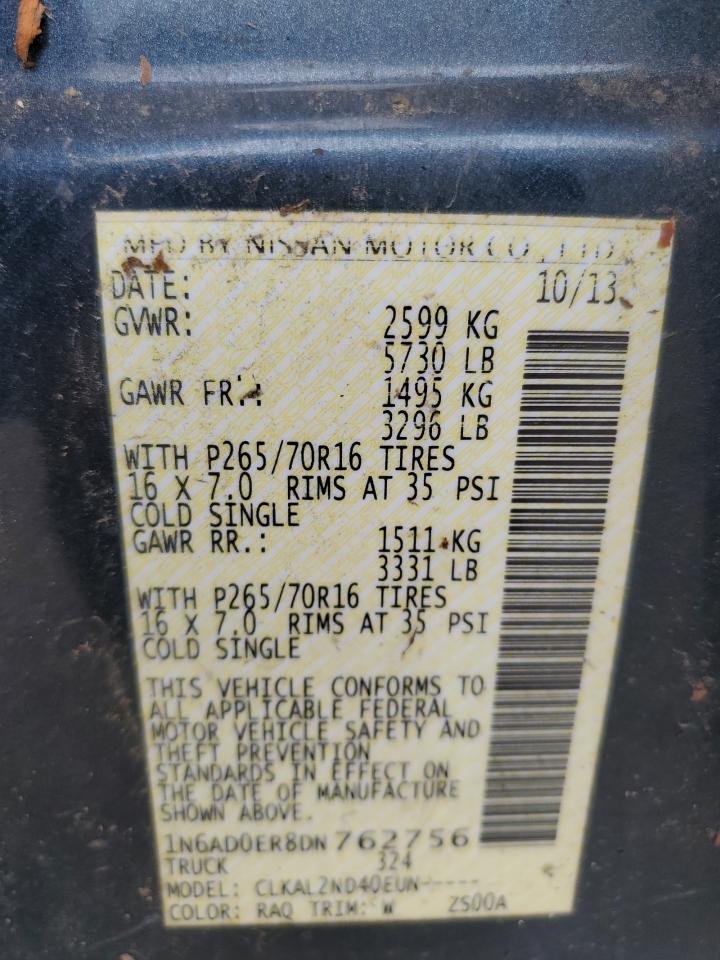 MFD BY NISSAN MOTOR CO., LTD.
DATE: 10/13
GVWR: 2599 KG
5730 LB
GAWR FR.: 1495 KG
3296 LB
WITH P265/70R16 TIRES
16 X 7.0 RIMS AT 35 PSI
COLD SINGLE
GAWR RR.: 1511 KG
3331 LB
WITH P265/70R16 TIRES
16 X 7.0 RIMS AT 35 PSI
COLD SINGLE
THIS VEHICLE CONFORMS TO
ALL APPLICABLE FEDERAL
MOTOR VEHICLE SAFETY AND
THEFT PREVENTION
STANDARDS IN EFFECT ON
THE DATE OF MANUFACTURE
SHOWN ABOVE.
1N6AD0ER8DN762756
TRUCK 324
MODEL: CLKAL2ND40EUN-----
COLOR: RAQ TRIM: W ZS00A